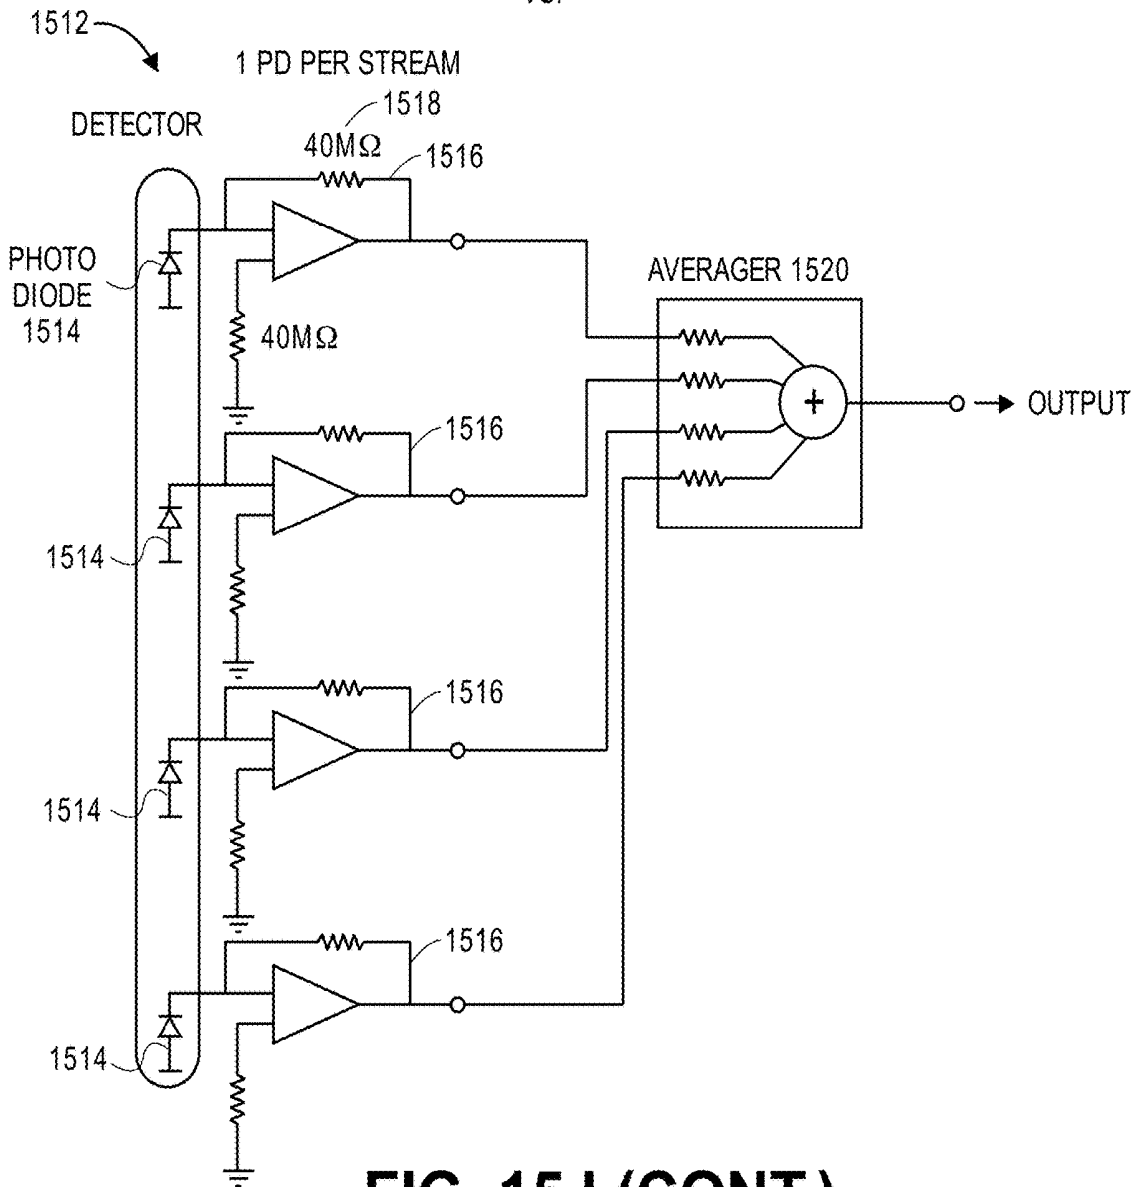 1512
1 PD PER STREAM
1518
DETECTOR
40MΩ
1516
PHOTO
DIODE
1514
40MΩ
AVERAGER 1520
+
OUTPUT
1516
1514
1516
1514
1516
1514